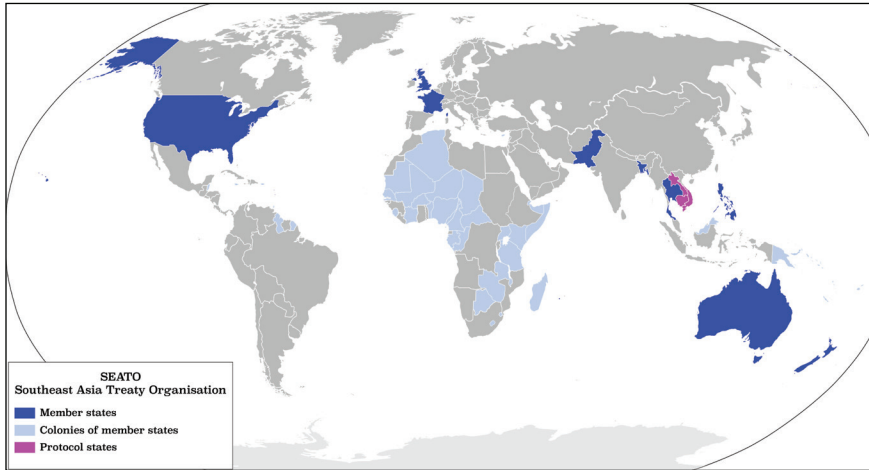 SEATO
Southeast Asia Treaty Organisation
Member states
Colonies of member states
Protocol states